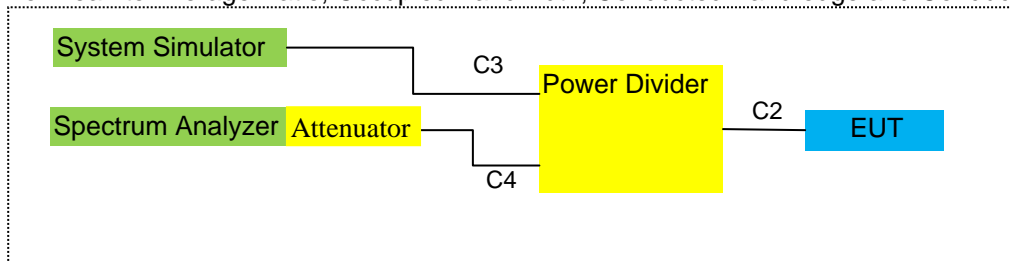 System Simulator
C3
Power Divider
C2
Spectrum Analyzer Attenuator
EUT
C4